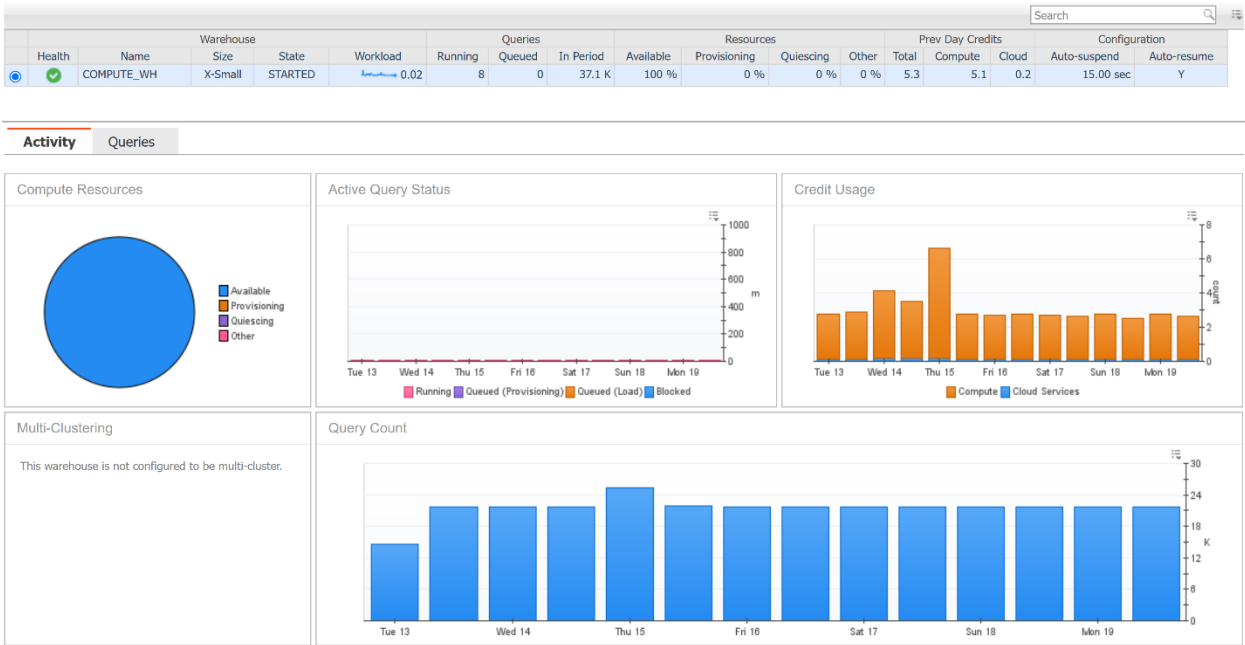 Search
Warehouse Queries Resources Prev Day Credits Configuration
Health Name Size State Workload Running Queued In Period Available Provisioning Quiescing Other Total Compute Cloud Auto-suspend Auto-resume
COMPUTE_WH X-Small STARTED 0.02 8 0 37.1 K 100 % 0 % 0 % 0 % 5.3 5.1 0.2 15.00 sec Y
Activity Queries
Compute Resources
Available
Provisioning
Quiescing
Other
Active Query Status
1000
800
600
400
200
0
m
Tue 13 Wed 14 Thu 15 Fri 16 Sat 17 Sun 18 Mon 19
Running Queued (Provisioning) Queued (Load) Blocked
Credit Usage
8
6
4
2
0
count
Tue 13 Wed 14 Thu 15 Fri 16 Sat 17 Sun 18 Mon 19
Compute Cloud Services
Multi-Clustering
This warehouse is not configured to be multi-cluster.
Query Count
30
24
18
12
6
0
K
Tue 13 Wed 14 Thu 15 Fri 16 Sat 17 Sun 18 Mon 19